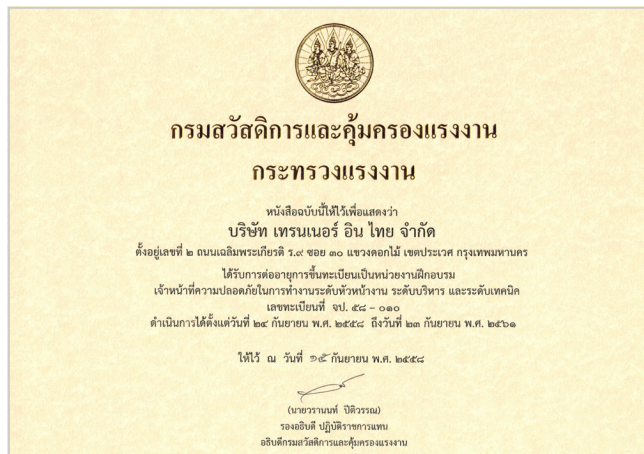 กรมสวัสดิการและคุ้มครองแรงงาน
กระทรวงแรงงาน
หนังสือฉบับนี้ให้ไว้เพื่อแสดงว่า
บริษัท เทรนเนอร์ อิน ไทย จำกัด
ตั้งอยู่เลขที่ ๒ ถนนเฉลิมพระเกียรติ ร.๙ ซอย ๓๐ แขวงดอกไม้ เขตประเวศ กรุงเทพมหานคร
ได้รับการต่ออายุการขึ้นทะเบียนเป็นหน่วยงานฝึกอบรม
เจ้าหน้าที่ความปลอดภัยในการทำงานระดับหัวหน้างาน ระดับบริหาร และระดับเทคนิค
เลขทะเบียนที่ จป. ๕๘ – ๐๑๐
ดำเนินการได้ตั้งแต่วันที่ ๒๔ กันยายน พ.ศ. ๒๕๕๘ ถึงวันที่ ๒๓ กันยายน พ.ศ. ๒๕๖๑
ให้ไว้ ณ วันที่ ๑๕ กันยายน พ.ศ. ๒๕๕๘
(นายวรานนท์ ปีติวรรณ)
รองอธิบดี ปฏิบัติราชการแทน
อธิบดีกรมสวัสดิการและคุ้มครองแรงงาน